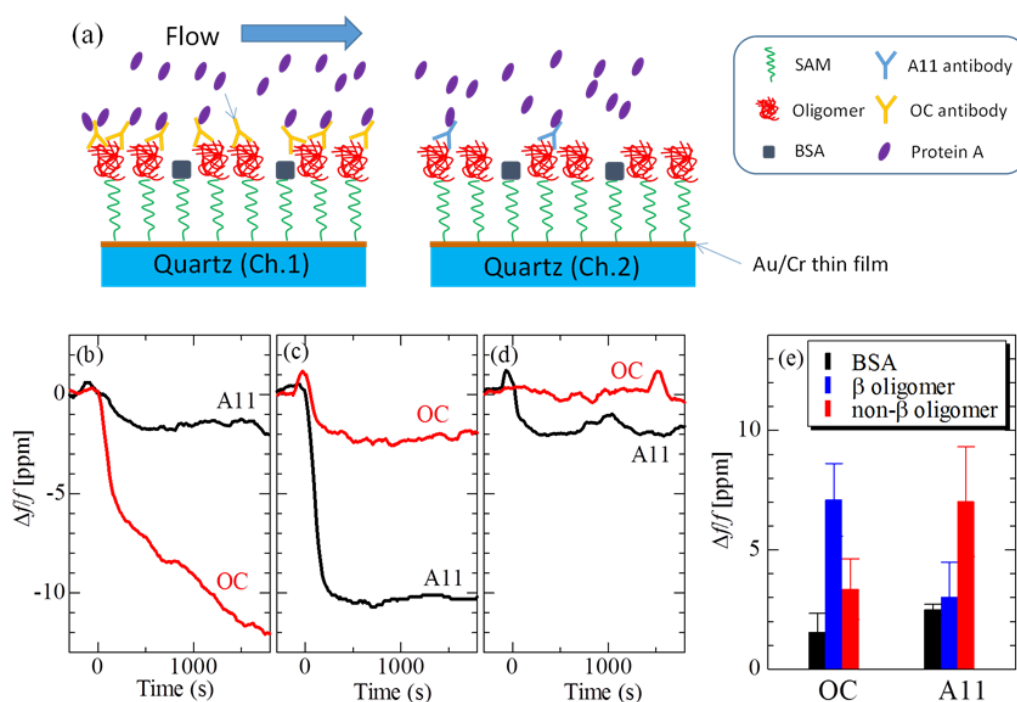 (a)
Flow
SAM
A11 antibody
Oligomer
OC antibody
BSA
Protein A
Quartz (Ch.1)
Quartz (Ch.2)
Au/Cr thin film
(b)
(c)
(d)
(e)
0
-5
-10
Δf/f [ppm]
A11
OC
OC
A11
OC
A11
0
1000
0
1000
0
1000
Time (s)
Time (s)
Time (s)
BSA
β oligomer
non-β oligomer
10
5
0
Δf/f [ppm]
OC
A11